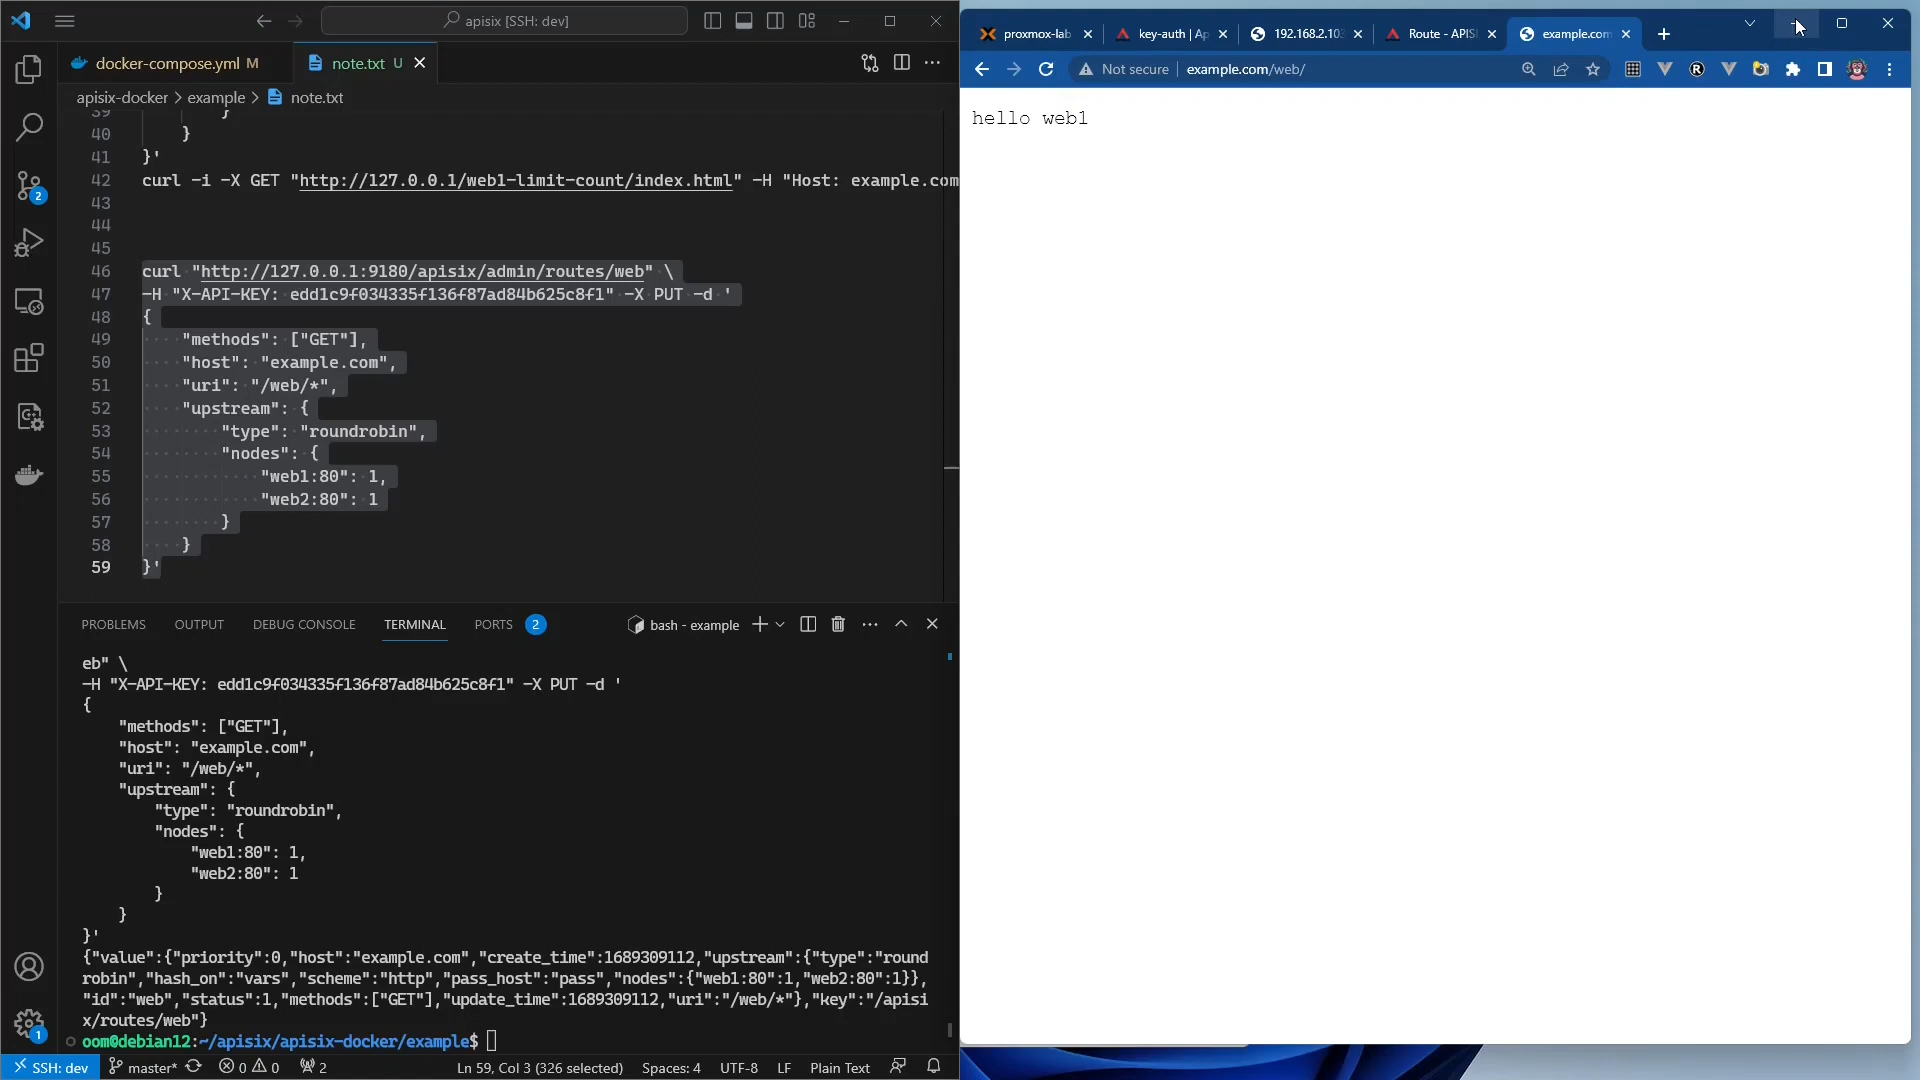 apisix [SSH: dev]
docker-compose.yml M
note.txt U
apisix-docker > example > note.txt
39 }
40 }
41 }'
42 curl -i -X GET "http://127.0.0.1/web1-limit-count/index.html" -H "Host: example.com
43
44
45
46 curl "http://127.0.0.1:9180/apisix/admin/routes/web" \
47 -H "X-API-KEY: edd1c9f034335f136f87ad84b625c8f1" -X PUT -d '
48 {
49 "methods": ["GET"],
50 "host": "example.com",
51 "uri": "/web/*",
52 "upstream": {
53 "type": "roundrobin",
54 "nodes": {
55 "web1:80": 1,
56 "web2:80": 1
57 }
58 }
59 }'
2
PROBLEMS OUTPUT DEBUG CONSOLE TERMINAL PORTS 2 bash - example
eb" \
-H "X-API-KEY: edd1c9f034335f136f87ad84b625c8f1" -X PUT -d '
{
"methods": ["GET"],
"host": "example.com",
"uri": "/web/*",
"upstream": {
"type": "roundrobin",
"nodes": {
"web1:80": 1,
"web2:80": 1
}
}
}'
{"value":{"priority":0,"host":"example.com","create_time":1689309112,"upstream":{"type":"round
robin","hash_on":"vars","scheme":"http","pass_host":"pass","nodes":{"web1:80":1,"web2:80":1}},
"id":"web","status":1,"methods":["GET"],"update_time":1689309112,"uri":"/web/*"},"key":"/apisi
x/routes/web"}
oom@debian12:~/apisix/apisix-docker/example$
1
SSH: dev master* 0 0 2 Ln 59, Col 3 (326 selected) Spaces: 4 UTF-8 LF Plain Text
proxmox-lab
key-auth | Ap
192.168.2.103
Route - APIS
example.com
Not secure example.com/web/
hello web1